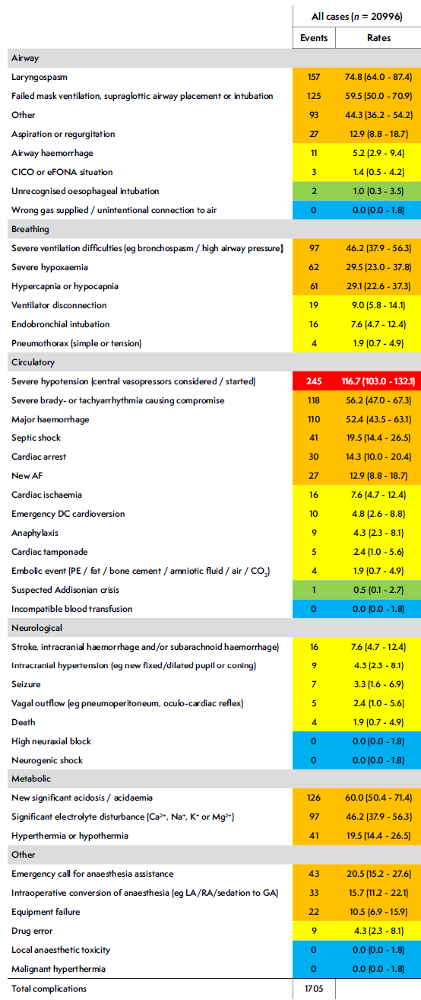 All cases (n = 20996)
Events Rates
Airway
Laryngospasm 157 74.8 (64.0 - 87.4)
Failed mask ventilation, supraglottic airway placement or intubation 125 59.5 (50.0 - 70.9)
Other 93 44.3 (36.2 - 54.2)
Aspiration or regurgitation 27 12.9 (8.8 - 18.7)
Airway haemorrhage 11 5.2 (2.9 - 9.4)
CICO or eFONA situation 3 1.4 (0.5 - 4.2)
Unrecognised oesophageal intubation 2 1.0 (0.3 - 3.5)
Wrong gas supplied / unintentional connection to air 0 0.0 (0.0 - 1.8)
Breathing
Severe ventilation difficulties (eg bronchospasm / high airway pressure) 97 46.2 (37.9 - 56.3)
Severe hypoxaemia 62 29.5 (23.0 - 37.8)
Hypercapnia or hypocapnia 61 29.1 (22.6 - 37.3)
Ventilator disconnection 19 9.0 (5.8 - 14.1)
Endobronchial intubation 16 7.6 (4.7 - 12.4)
Pneumothorax (simple or tension) 4 1.9 (0.7 - 4.9)
Circulatory
Severe hypotension (central vasopressors considered / started) 245 116.7 (103.0 - 132.1)
Severe brady- or tachyarrhythmia causing compromise 118 56.2 (47.0 - 67.3)
Major haemorrhage 110 52.4 (43.5 - 63.1)
Septic shock 41 19.5 (14.4 - 26.5)
Cardiac arrest 30 14.3 (10.0 - 20.4)
New AF 27 12.9 (8.8 - 18.7)
Cardiac ischaemia 16 7.6 (4.7 - 12.4)
Emergency DC cardioversion 10 4.8 (2.6 - 8.8)
Anaphylaxis 9 4.3 (2.3 - 8.1)
Cardiac tamponade 5 2.4 (1.0 - 5.6)
Embolic event (PE / fat / bone cement / amniotic fluid / air / CO₂) 4 1.9 (0.7 - 4.9)
Suspected Addisonian crisis 1 0.5 (0.1 - 2.7)
Incompatible blood transfusion 0 0.0 (0.0 - 1.8)
Neurological
Stroke, intracranial haemorrhage and/or subarachnoid haemorrhage) 16 7.6 (4.7 - 12.4)
Intracranial hypertension (eg new fixed/dilated pupil or coning) 9 4.3 (2.3 - 8.1)
Seizure 7 3.3 (1.6 - 6.9)
Vagal outflow (eg pneumoperitoneum, oculo-cardiac reflex) 5 2.4 (1.0 - 5.6)
Death 4 1.9 (0.7 - 4.9)
High neuraxial block 0 0.0 (0.0 - 1.8)
Neurogenic shock 0 0.0 (0.0 - 1.8)
Metabolic
New significant acidosis / acidaemia 126 60.0 (50.4 - 71.4)
Significant electrolyte disturbance (Ca²⁺, Na⁺, K⁺ or Mg²⁺) 97 46.2 (37.9 - 56.3)
Hyperthermia or hypothermia 41 19.5 (14.4 - 26.5)
Other
Emergency call for anaesthesia assistance 43 20.5 (15.2 - 27.6)
Intraoperative conversion of anaesthesia (eg LA/RA/sedation to GA) 33 15.7 (11.2 - 22.1)
Equipment failure 22 10.5 (6.9 - 15.9)
Drug error 9 4.3 (2.3 - 8.1)
Local anaesthetic toxicity 0 0.0 (0.0 - 1.8)
Malignant hyperthermia 0 0.0 (0.0 - 1.8)
Total complications 1705